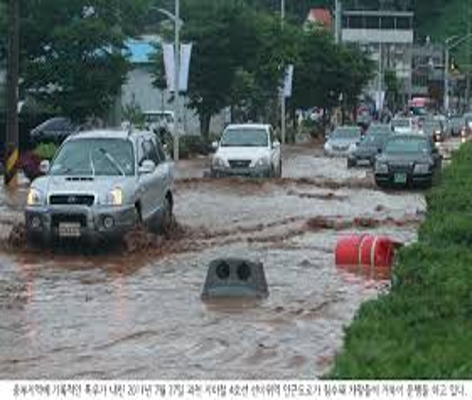 중부지역에 기록적인 폭우가 내린 2011년 7월 27일 과천 지하철 4호선 선바위역 인근도로가 침수돼 차량들이 거북이 운행을 하고 있다.